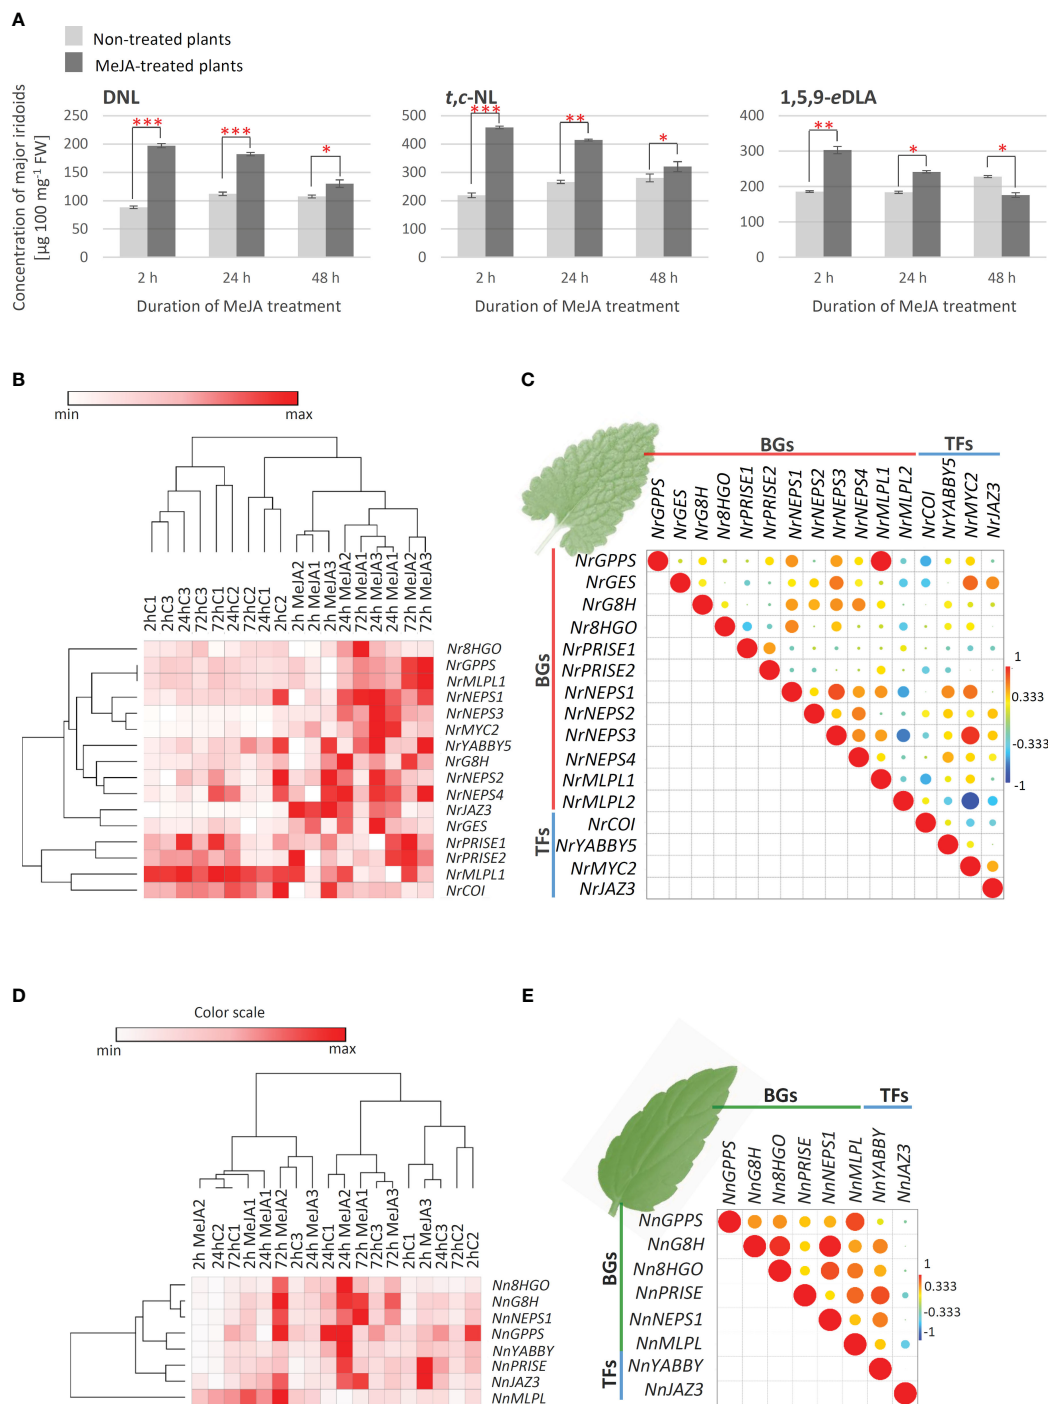 A
Non-treated plants
MeJA-treated plants
Concentration of major iridoids
[µg 100 mg-1 FW]
DNL
250
200
150
100
50
0
***
***
*
2 h
24 h
48 h
Duration of MeJA treatment
t,c-NL
500
400
300
200
100
0
***
**
*
2 h
24 h
48 h
Duration of MeJA treatment
1,5,9-eDLA
400
300
200
100
0
**
*
*
2 h
24 h
48 h
Duration of MeJA treatment
B
min
max
2hC1
2hC3
24hC3
72hC3
72hC1
24hC2
72hC2
24hC1
2hC2
2h MeJA2
2h MeJA1
2h MeJA3
24h MeJA2
72h MeJA1
24h MeJA3
24h MeJA1
72h MeJA2
72h MeJA3
Nr8HGO
NrGPPS
NrMLPL1
NrNEPS1
NrNEPS3
NrMYC2
NrYABBY5
NrG8H
NrNEPS2
NrNEPS4
NrJAZ3
NrGES
NrPRISE1
NrPRISE2
NrMLPL1
NrCOI
C
BGs
TFs
NrGPPS
NrGES
NrG8H
Nr8HGO
NrPRISE1
NrPRISE2
NrNEPS1
NrNEPS2
NrNEPS3
NrNEPS4
NrMLPL1
NrMLPL2
NrCOI
NrYABBY5
NrMYC2
NrJAZ3
BGs
TFs
NrGPPS
NrGES
NrG8H
Nr8HGO
NrPRISE1
NrPRISE2
NrNEPS1
NrNEPS2
NrNEPS3
NrNEPS4
NrMLPL1
NrMLPL2
NrCOI
NrYABBY5
NrMYC2
NrJAZ3
1
0.333
-0.333
-1
D
Color scale
min
max
2h MeJA2
24hC2
72hC1
2h MeJA1
24h MeJA1
72h MeJA2
2hC3
24h MeJA3
24hC1
24h MeJA2
72h MeJA1
72hC3
72h MeJA3
2hC1
2h MeJA3
24hC3
72hC2
2hC2
Nn8HGO
NnG8H
NnNEPS1
NnGPPS
NnYABBY
NnPRISE
NnJAZ3
NnMLPL
E
BGs
TFs
NnGPPS
NnG8H
Nn8HGO
NnPRISE
NnNEPS1
NnMLPL
NnYABBY
NnJAZ3
BGs
TFs
NnGPPS
NnG8H
Nn8HGO
NnPRISE
NnNEPS1
NnMLPL
NnYABBY
NnJAZ3
1
0.333
-0.333
-1